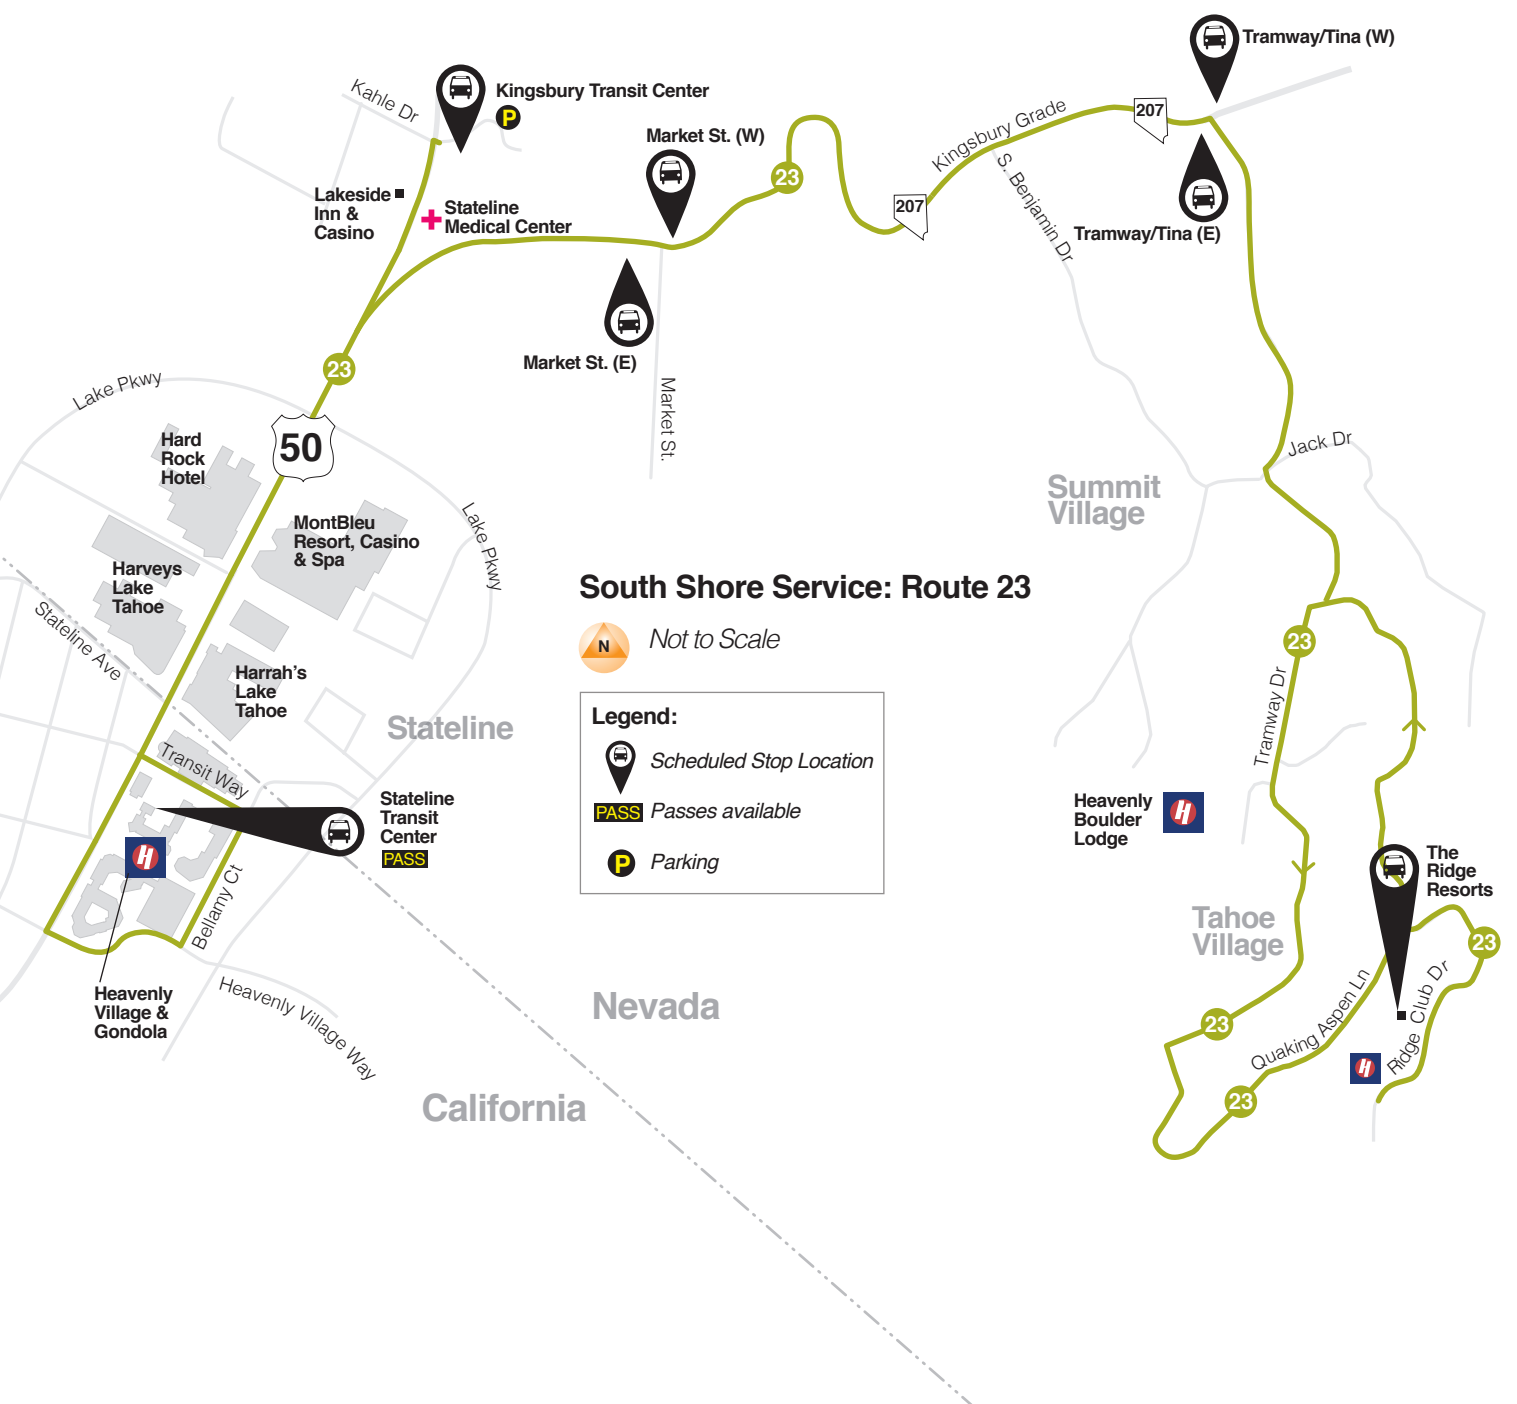 Tramway/Tina (W)
Kahle Dr
Kingsbury Transit Center
P
Market St. (W)
Kingsbury Grade
207
23
S. Benjamin Dr
207
Lakeside
Inn &
Casino
Stateline
Medical Center
Tramway/Tina (E)
Market St. (E)
23
Lake Pkwy
Market St.
50
Hard
Rock
Hotel
Jack Dr
Summit
Village
Lake Pkwy
MontBleu
Resort, Casino
& Spa
Harveys
Lake
Tahoe
South Shore Service: Route 23
N
Not to Scale
Stateline Ave
23
Harrah's
Lake
Tahoe
Tramway Dr
Stateline
Legend:
Scheduled Stop Location
PASS
Passes available
P
Parking
Transit Way
Stateline
Transit
Center
PASS
H
Bellamy Ct
Heavenly
Boulder
Lodge
H
The
Ridge
Resorts
Tahoe
Village
23
Heavenly
Village &
Gondola
Heavenly Village Way
Nevada
23
Quaking Aspen Ln
Ridge Club Dr
H
23
California